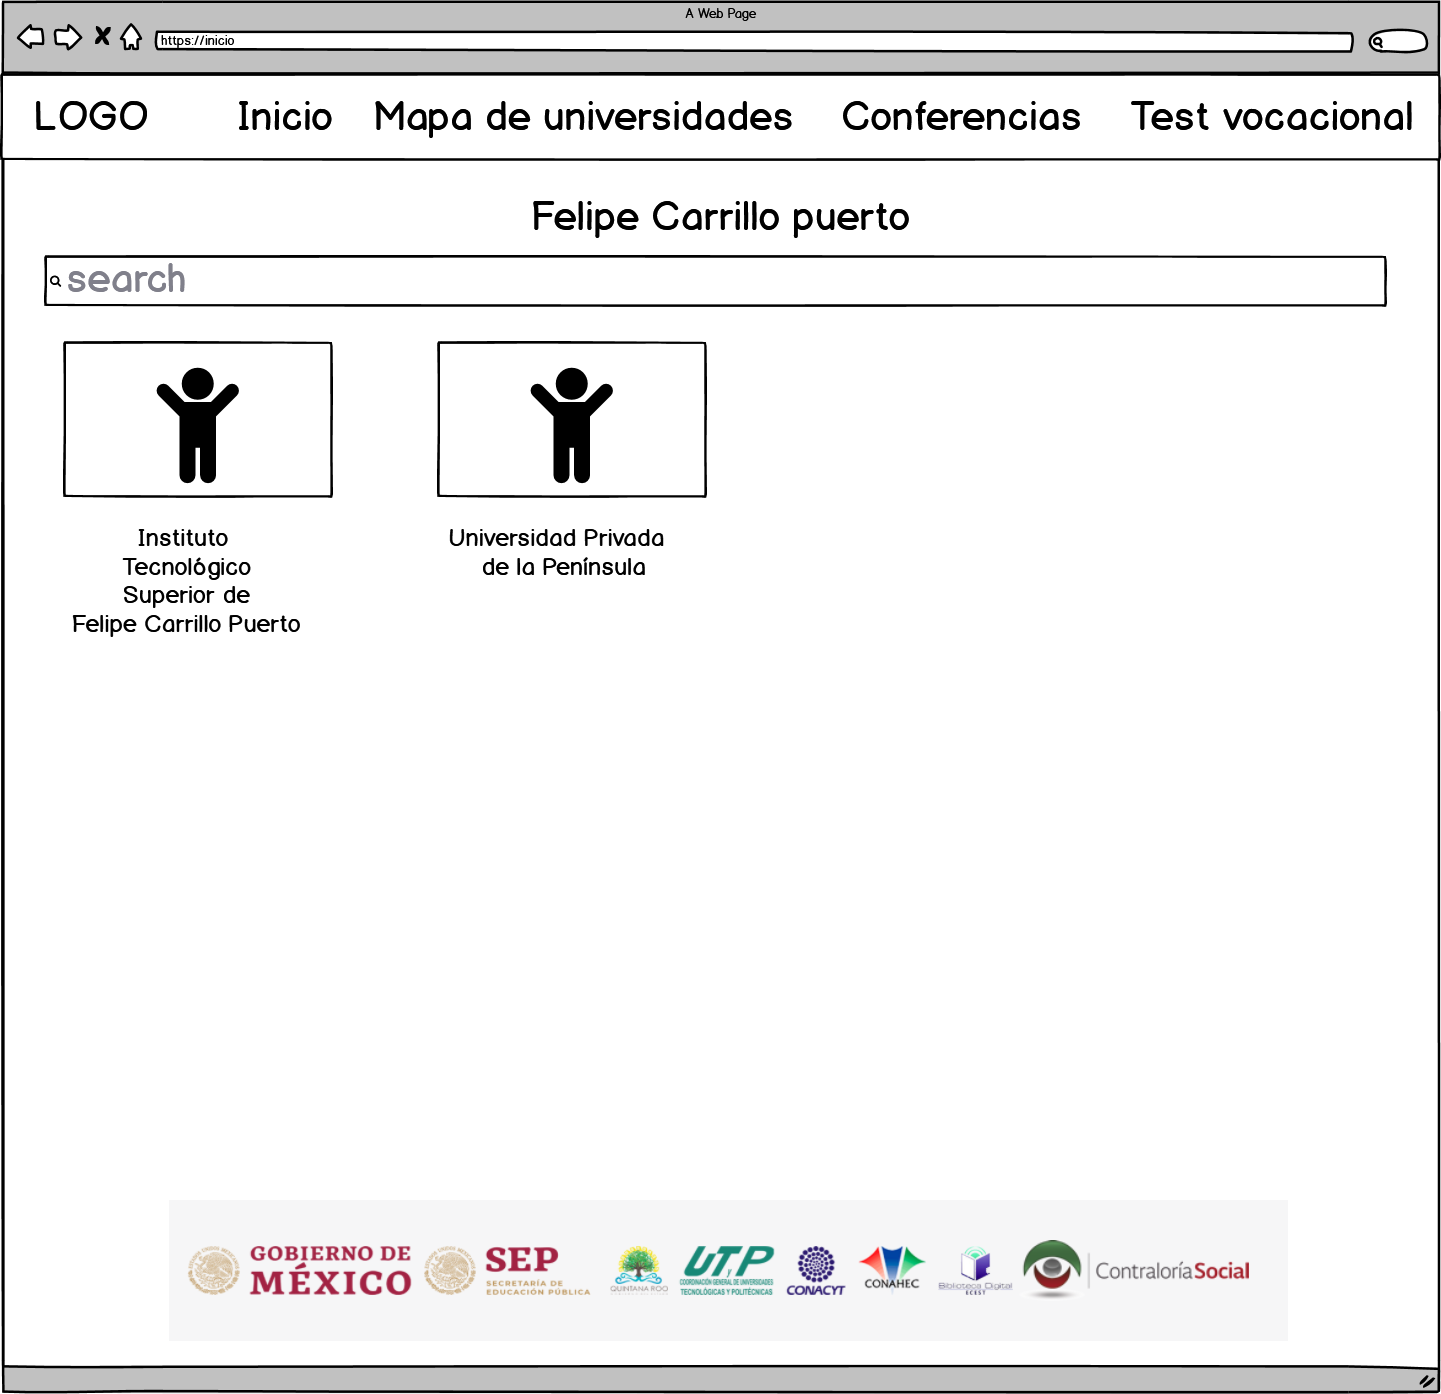 A Web Page
https://inicio
LOGO Inicio Mapa de universidades Conferencias Test vocacional
Felipe Carrillo puerto
search
Instituto
Tecnológico
Superior de
Felipe Carrillo Puerto
Universidad Privada
de la Península
GOBIERNO DE
MÉXICO
SEP
SECRETARÍA DE
EDUCACIÓN PÚBLICA
QUINTANA ROO
UTyP
COORDINACIÓN GENERAL DE UNIVERSIDADES
TECNOLÓGICAS Y POLITÉCNICAS
CONACYT
CONAHEC
Biblioteca Digital
ECEST
ContraloríaSocial